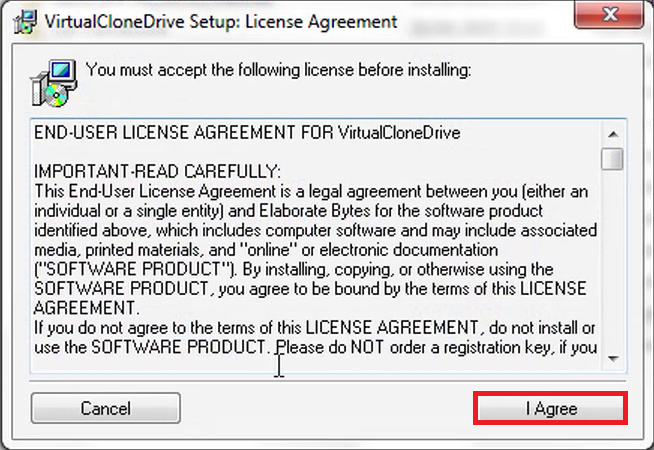 VirtualCloneDrive Setup: License Agreement
You must accept the following license before installing:
END-USER LICENSE AGREEMENT FOR VirtualCloneDrive
IMPORTANT-READ CAREFULLY:
This End-User License Agreement is a legal agreement between you (either an
individual or a single entity) and Elaborate Bytes for the software product
identified above, which includes computer software and may include associated
media, printed materials, and "online" or electronic documentation
("SOFTWARE PRODUCT"). By installing, copying, or otherwise using the
SOFTWARE PRODUCT, you agree to be bound by the terms of this LICENSE
AGREEMENT.
If you do not agree to the terms of this LICENSE AGREEMENT, do not install or
use the SOFTWARE PRODUCT. Please do NOT order a registration key, if you
Cancel
I Agree